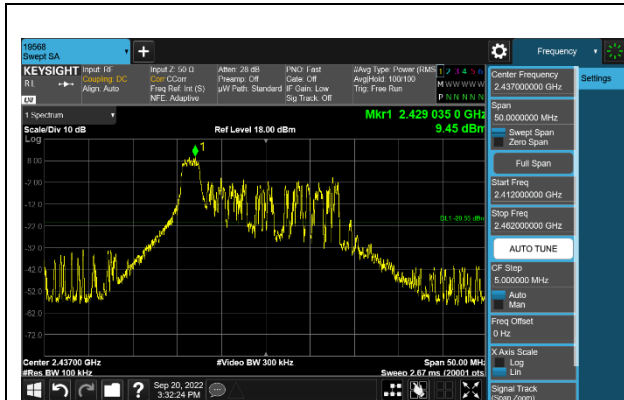 19568
Swept SA
Frequency
KEYSIGHT
RL
Input: RF
Coupling: DC
Align: Auto
Input Z: 50 Ω
Corr CCorr
Freq Ref: Int (S)
NFE: Adaptive
Atten: 28 dB
Preamp: Off
µW Path: Standard
PNO: Fast
Gate: Off
IF Gain: Low
Sig Track: Off
#Avg Type: Power (RMS
Avg|Hold: 100/100
Trig: Free Run
1 2 3 4 5 6
M W W W W W
P N N N N N
1 Spectrum
Scale/Div 10 dB
Ref Level 18.00 dBm
Mkr1 2.429 035 0 GHz
9.45 dBm
Log
1
8.00
-2.00
-12.0
-22.0
-32.0
-42.0
-52.0
-62.0
-72.0
Center 2.43700 GHz
#Res BW 100 kHz
#Video BW 300 kHz
Span 50.00 MHz
Sweep 2.67 ms (20001 pts
Sep 20, 2022
3:32:24 PM
Center Frequency
2.437000000 GHz
Span
50.0000000 MHz
Swept Span
Zero Span
Full Span
Start Freq
2.412000000 GHz
Stop Freq
2.462000000 GHz
AUTO TUNE
CF Step
5.000000 MHz
Auto
Man
Freq Offset
0 Hz
X Axis Scale
Log
Lin
Signal Track
(Span Zoom)
Settings